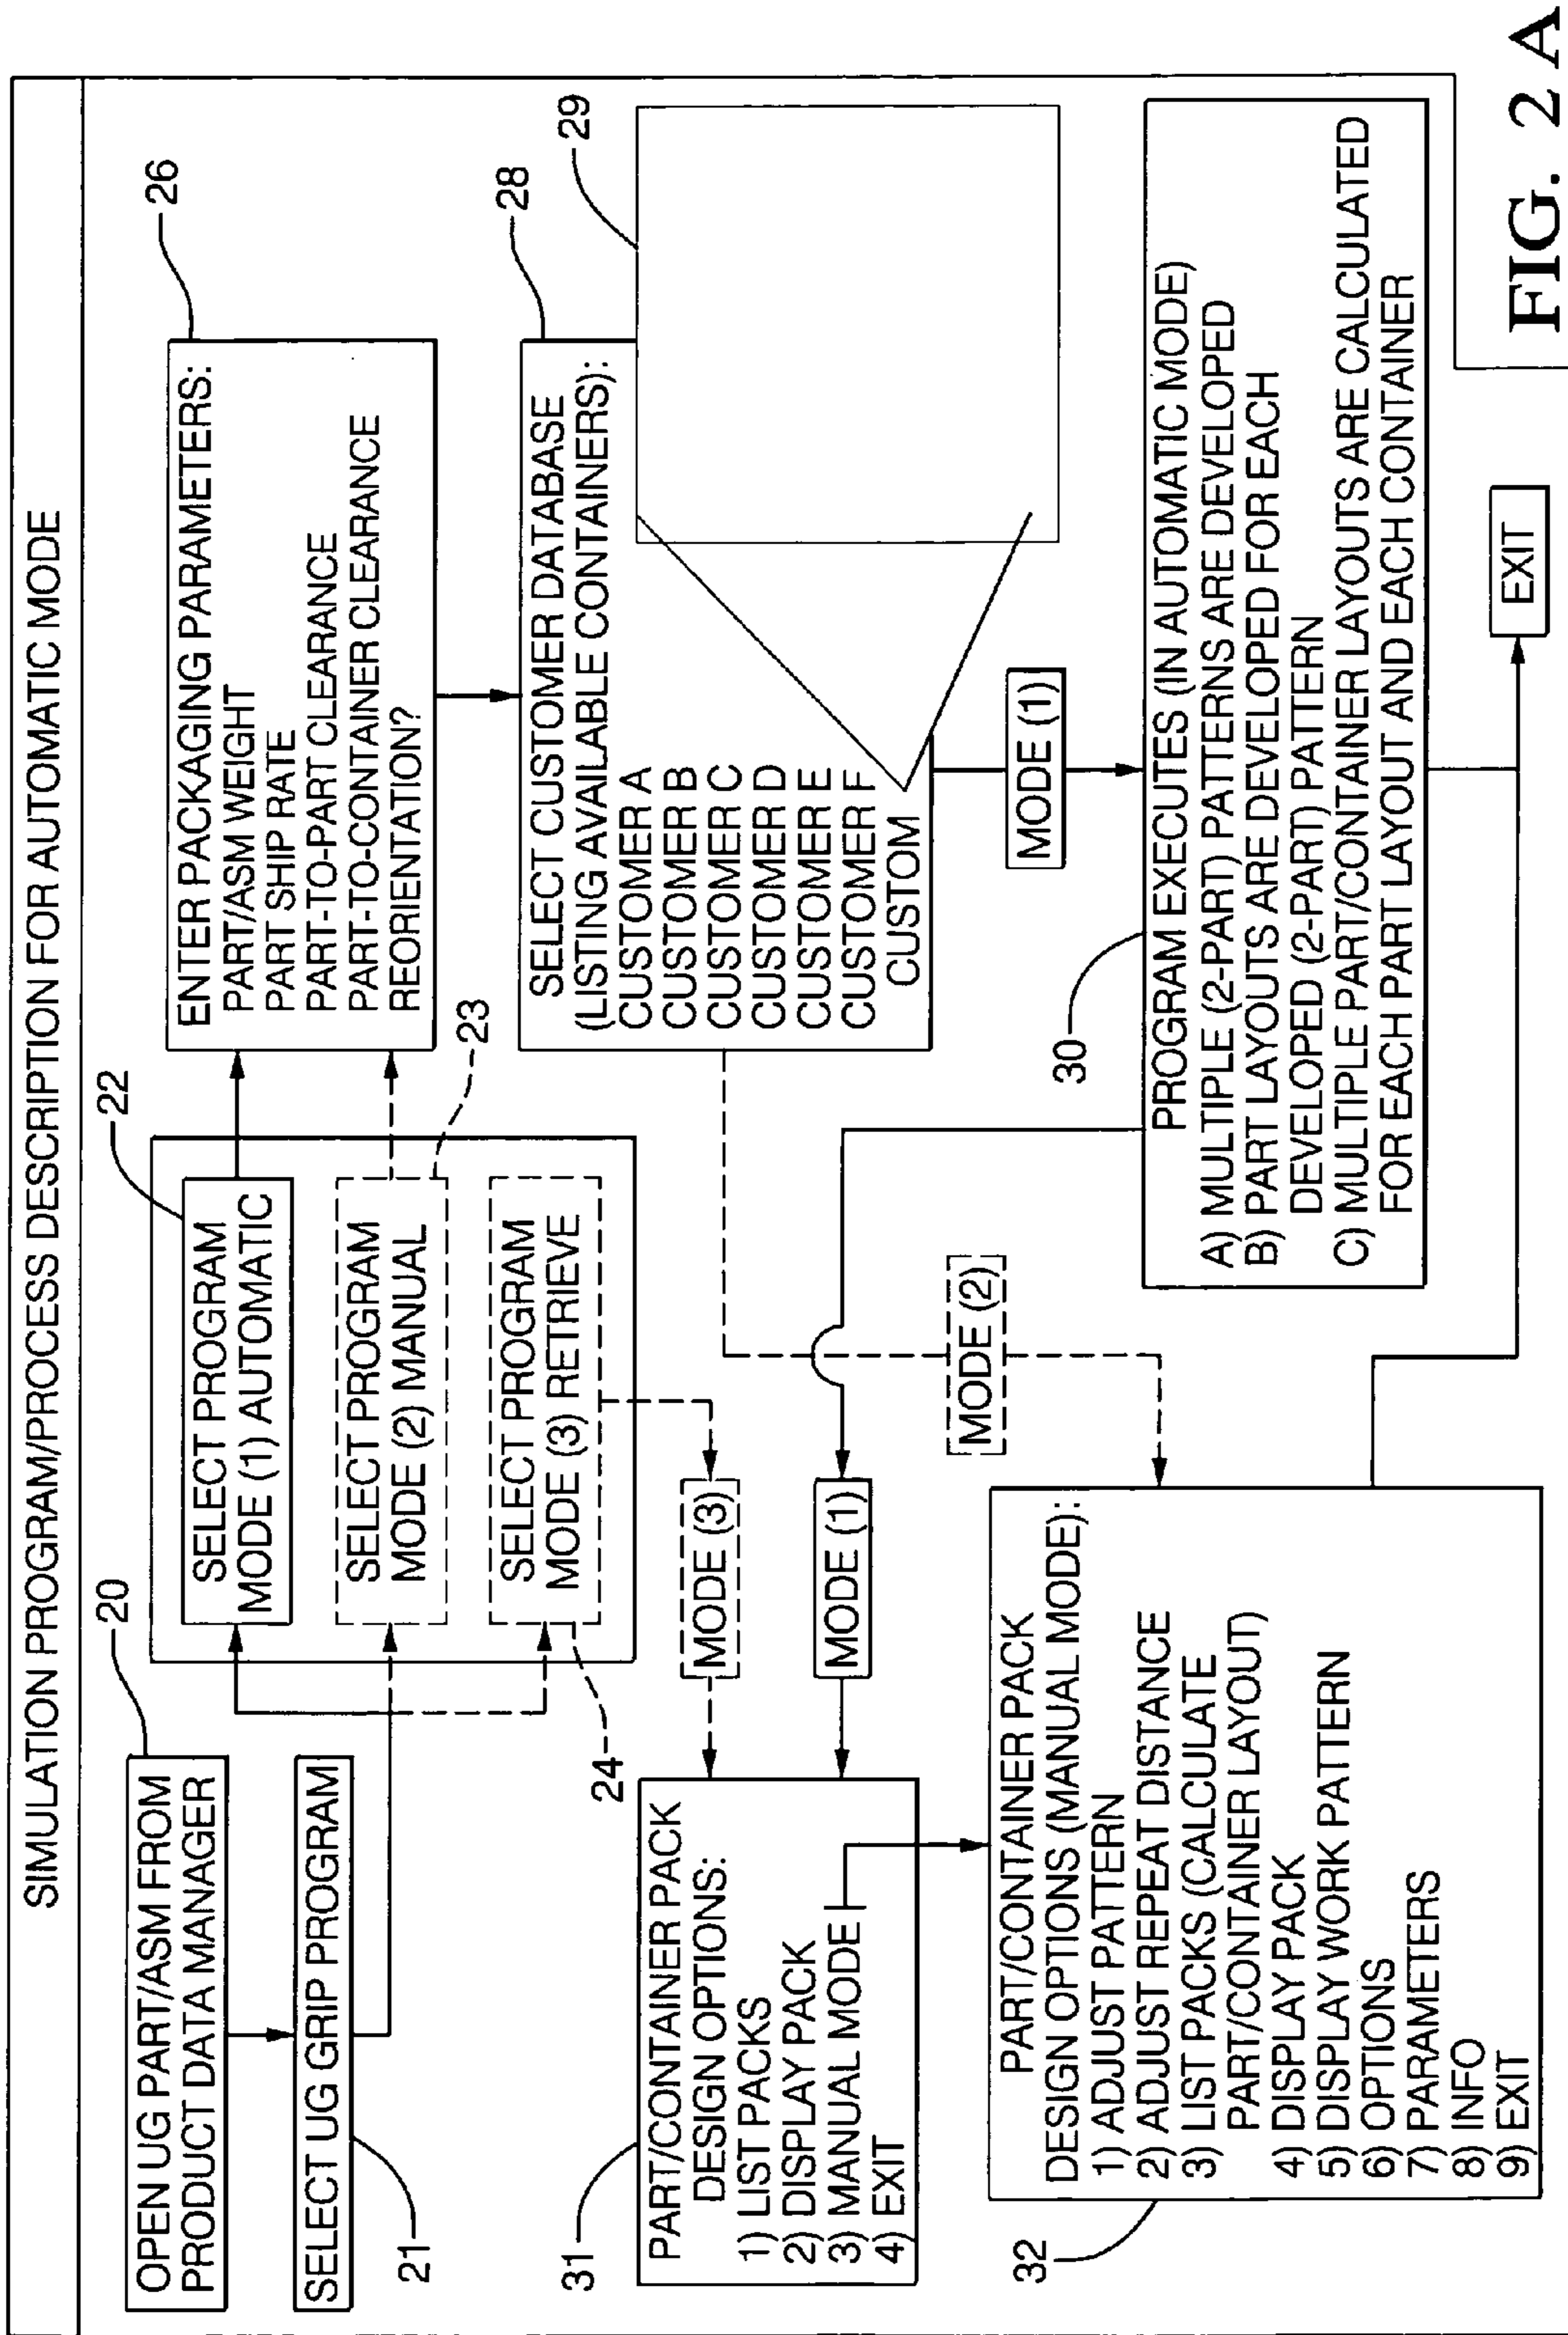 SIMULATION PROGRAM/PROCESS DESCRIPTION FOR AUTOMATIC MODE
OPEN UG PART/ASM FROM
PRODUCT DATA MANAGER
20
SELECT UG GRIP PROGRAM
21
SELECT PROGRAM
MODE (1) AUTOMATIC
22
SELECT PROGRAM
MODE (2) MANUAL
23
SELECT PROGRAM
MODE (3) RETRIEVE
24
ENTER PACKAGING PARAMETERS:
PART/ASM WEIGHT
PART SHIP RATE
PART-TO-PART CLEARANCE
PART-TO-CONTAINER CLEARANCE
REORIENTATION?
26
SELECT CUSTOMER DATABASE
(LISTING AVAILABLE CONTAINERS):
CUSTOMER A
CUSTOMER B
CUSTOMER C
CUSTOMER D
CUSTOMER E
CUSTOMER F
CUSTOM
28
29
MODE (3)
MODE (1)
MODE (2)
MODE (1)
PART/CONTAINER PACK
DESIGN OPTIONS:
1) LIST PACKS
2) DISPLAY PACK
3) MANUAL MODE
4) EXIT
31
PART/CONTAINER PACK
DESIGN OPTIONS (MANUAL MODE):
1) ADJUST PATTERN
2) ADJUST REPEAT DISTANCE
3) LIST PACKS (CALCULATE
PART/CONTAINER LAYOUT)
4) DISPLAY PACK
5) DISPLAY WORK PATTERN
6) OPTIONS
7) PARAMETERS
8) INFO
9) EXIT
32
30
PROGRAM EXECUTES (IN AUTOMATIC MODE)
A) MULTIPLE (2-PART) PATTERNS ARE DEVELOPED
B) PART LAYOUTS ARE DEVELOPED FOR EACH
DEVELOPED (2-PART) PATTERN
C) MULTIPLE PART/CONTAINER LAYOUTS ARE CALCULATED
FOR EACH PART LAYOUT AND EACH CONTAINER
EXIT
FIG. 2 A